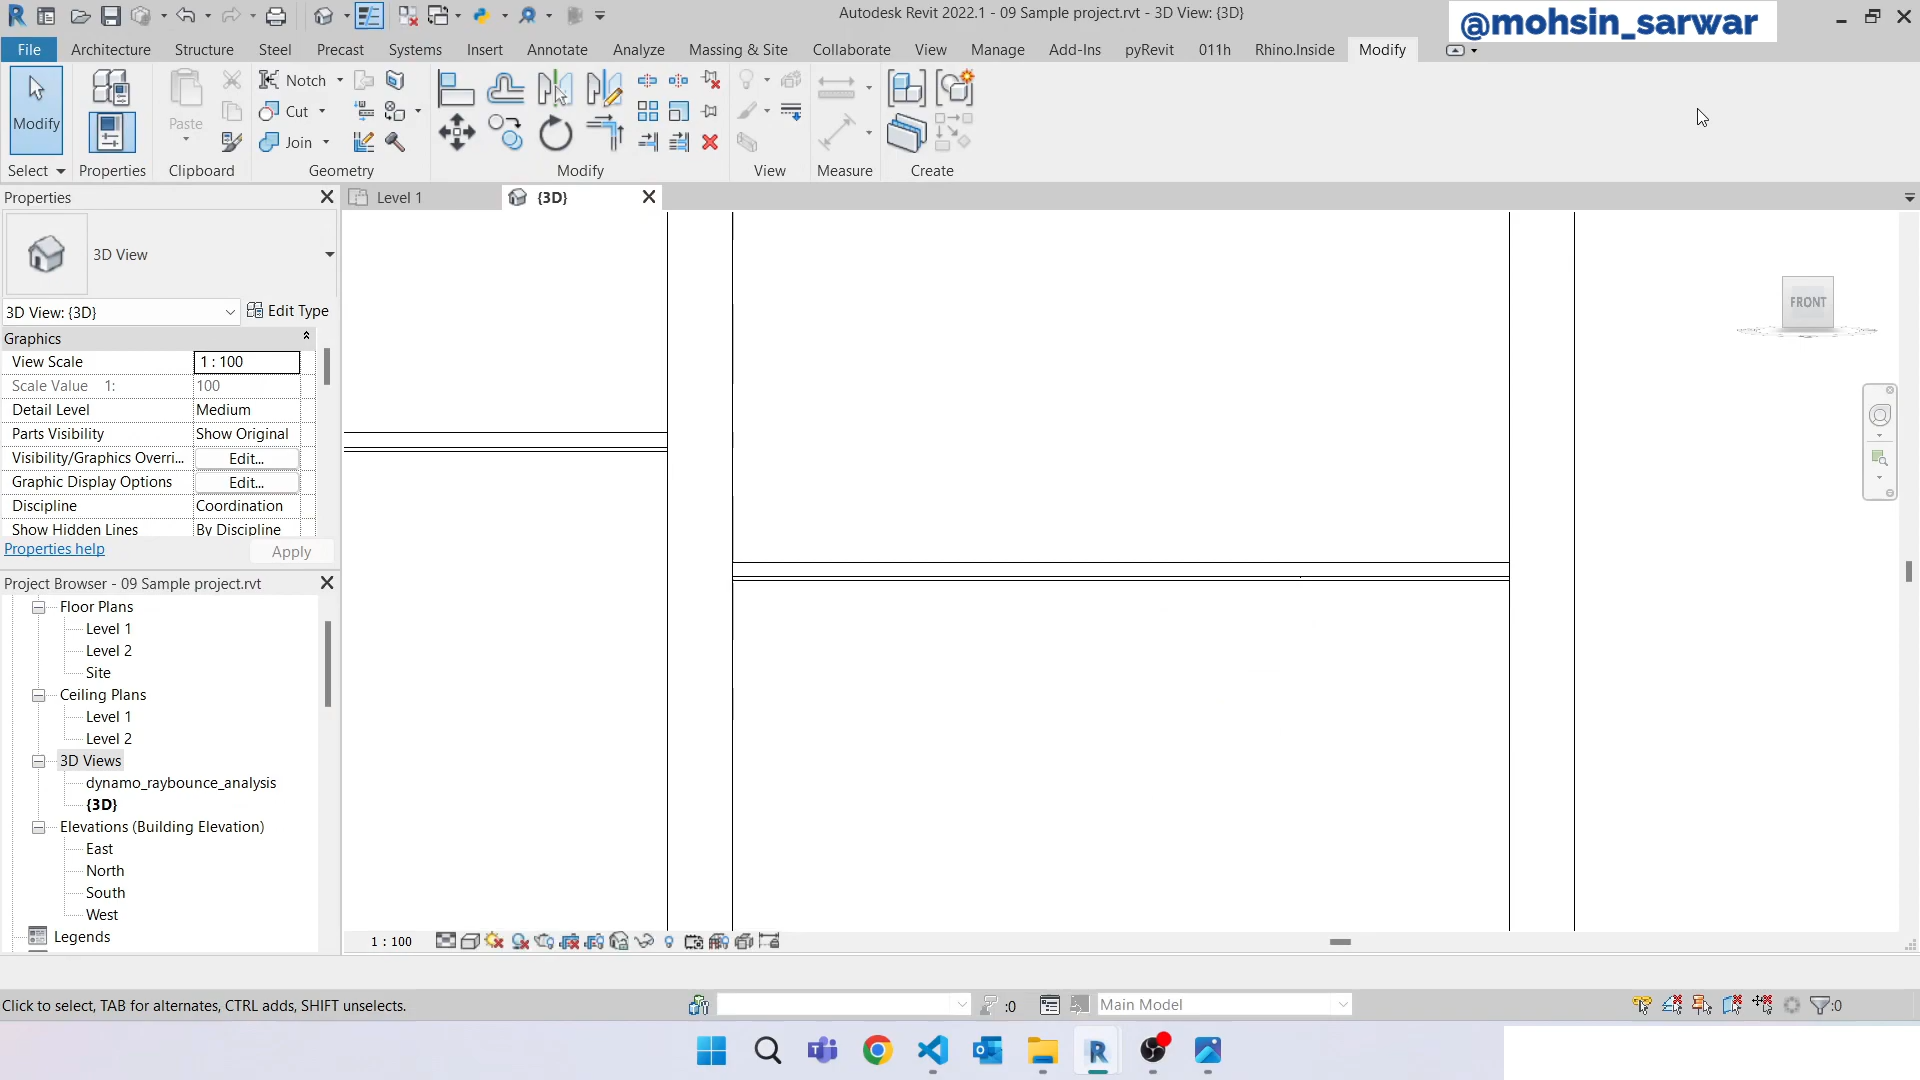 Autodesk Revit 2022.1 - 09 Sample project.rvt - 3D View: {3D}
@mohsin_sarwar
File
Architecture
Structure
Steel
Precast
Systems
Insert
Annotate
Analyze
Massing & Site
Collaborate
View
Manage
Add-Ins
pyRevit
011h
Rhino.Inside
Modify
Modify
Paste
Notch
Cut
Join
Select
Properties
Clipboard
Geometry
Modify
View
Measure
Create
Properties
Level 1
{3D}
3D View
3D View: {3D}
Edit Type
Graphics
View Scale
1 : 100
Scale Value 1:
100
Detail Level
Medium
Parts Visibility
Show Original
Visibility/Graphics Overri...
Edit...
Graphic Display Options
Edit...
Discipline
Coordination
Show Hidden Lines
By Discipline
Properties help
Apply
FRONT
Project Browser - 09 Sample project.rvt
Floor Plans
Level 1
Level 2
Site
Ceiling Plans
Level 1
Level 2
3D Views
dynamo_raybounce_analysis
{3D}
Elevations (Building Elevation)
East
North
South
West
Legends
1 : 100
Click to select, TAB for alternates, CTRL adds, SHIFT unselects.
:0
Main Model
:0